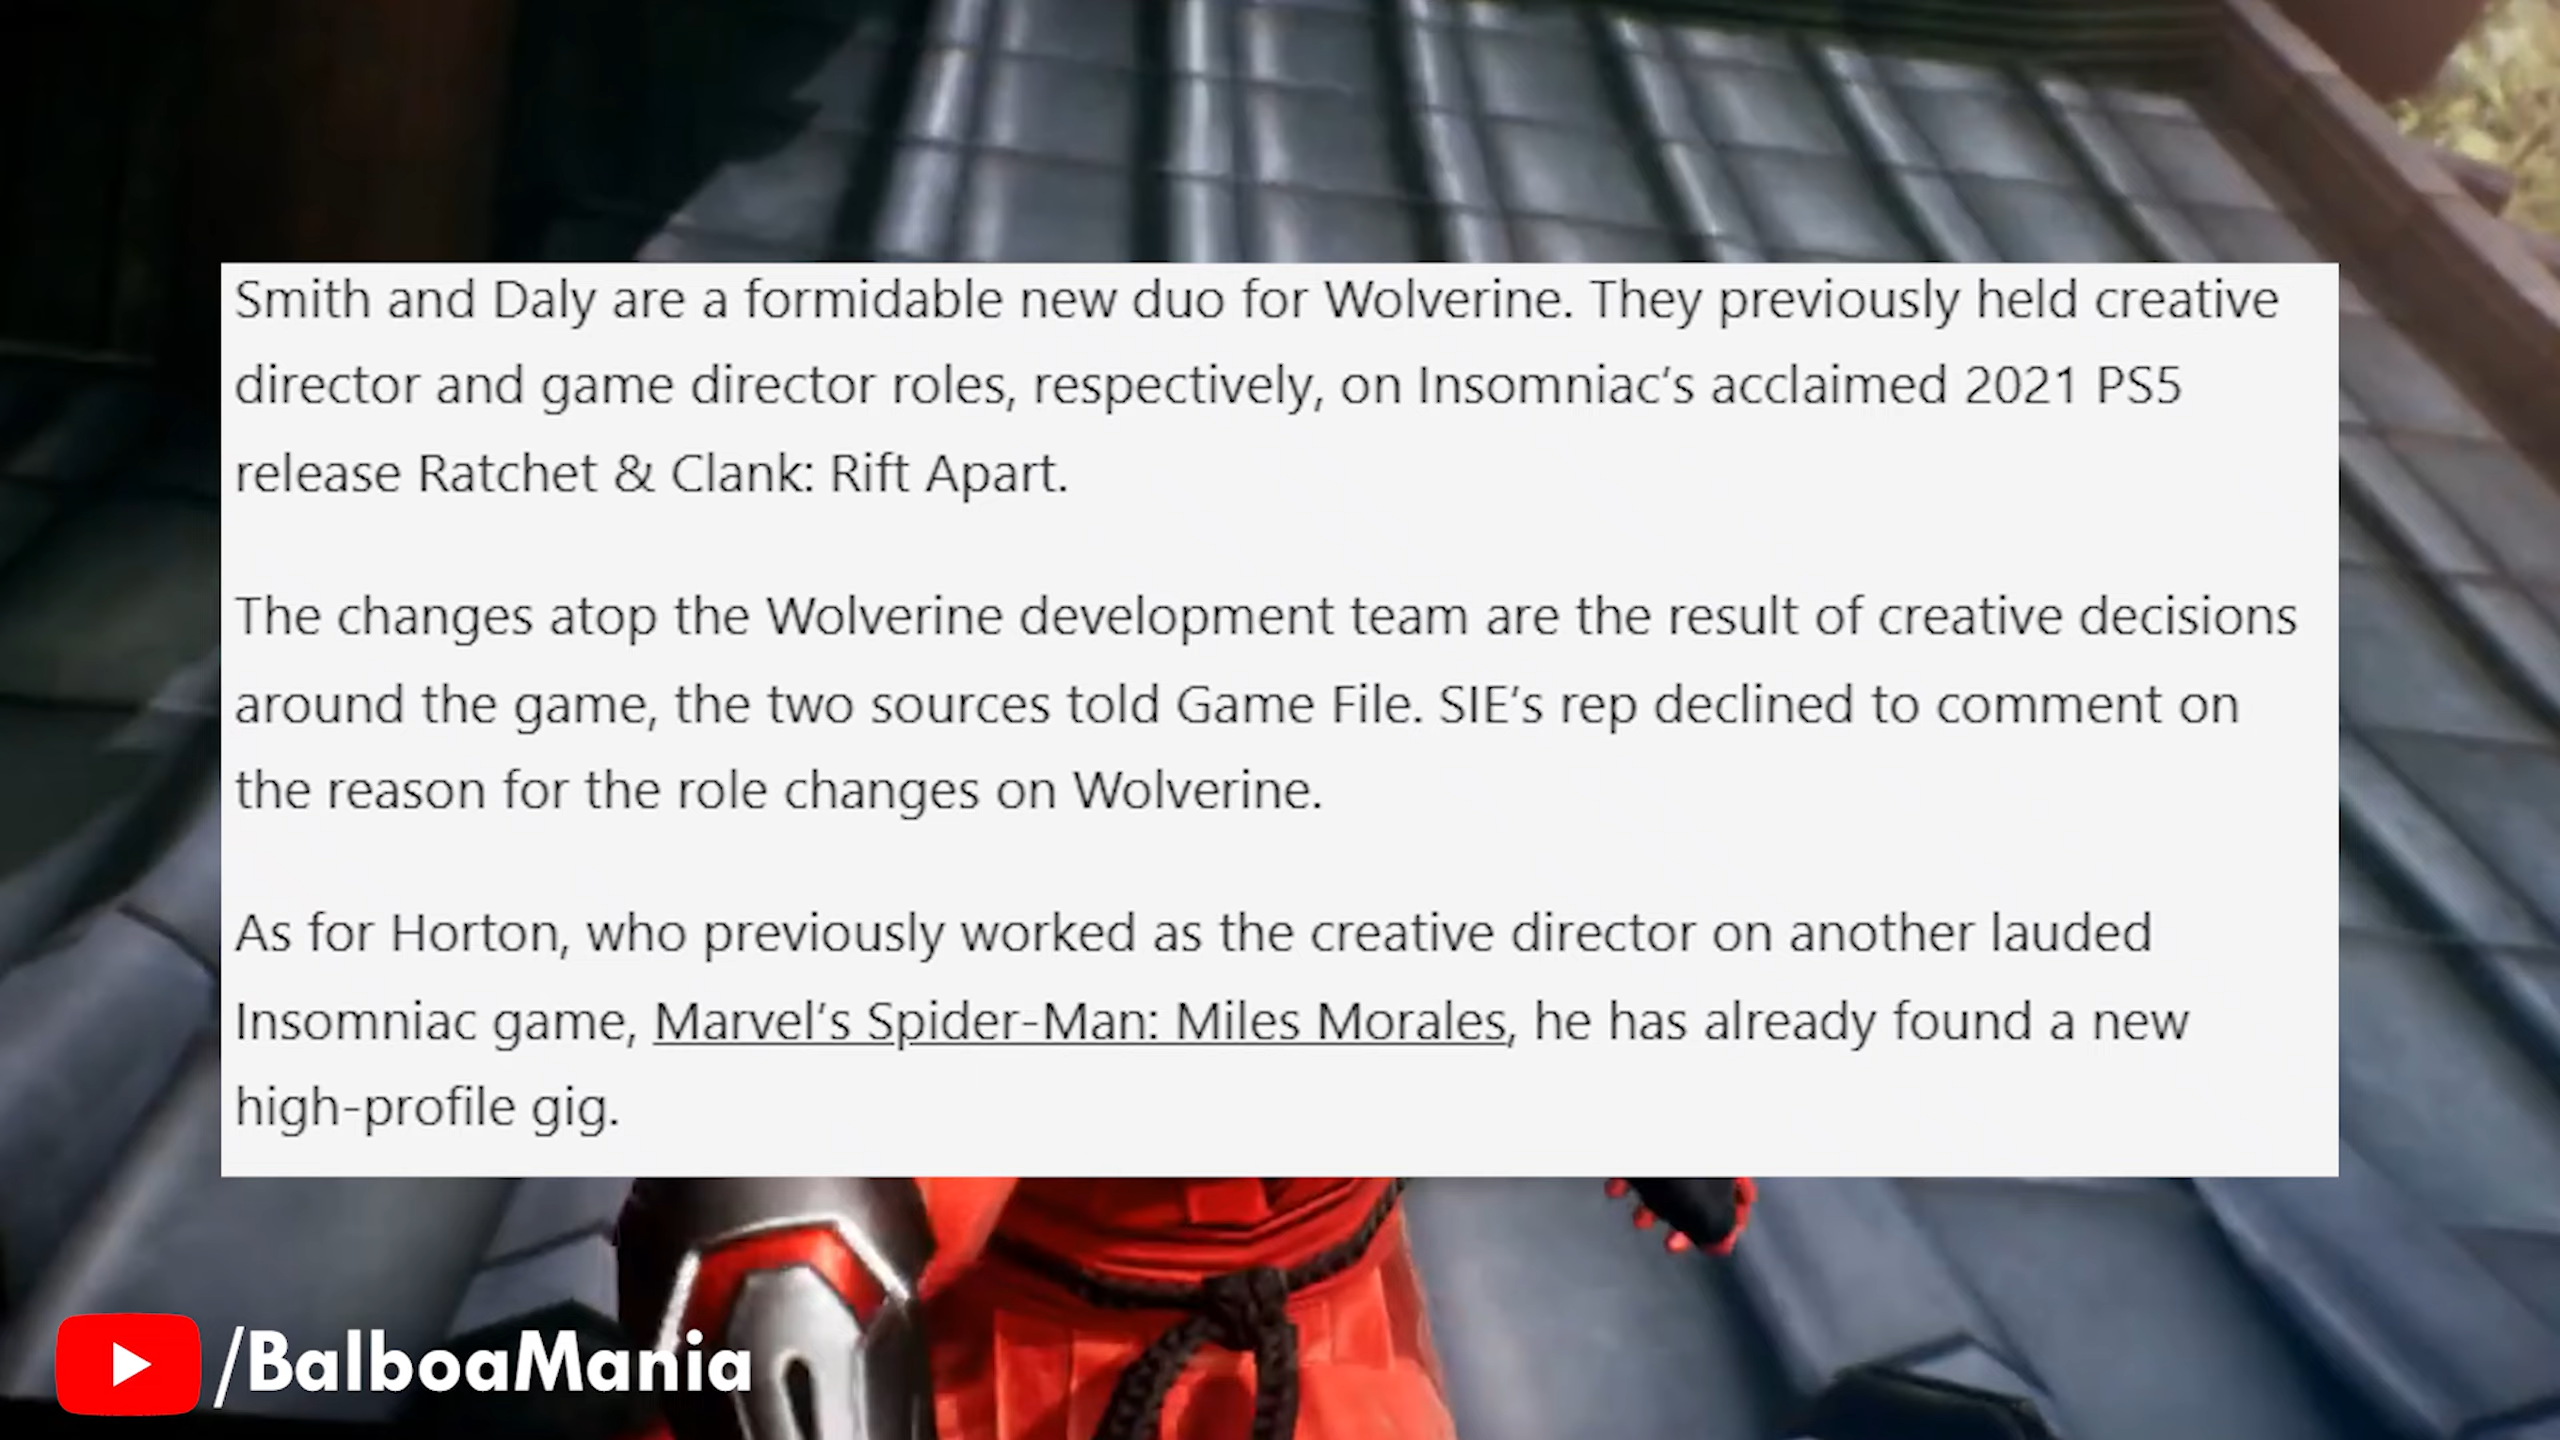 Smith and Daly are a formidable new duo for Wolverine. They previously held creative
director and game director roles, respectively, on Insomniac’s acclaimed 2021 PS5
release Ratchet & Clank: Rift Apart.
The changes atop the Wolverine development team are the result of creative decisions
around the game, the two sources told Game File. SIE’s rep declined to comment on
the reason for the role changes on Wolverine.
As for Horton, who previously worked as the creative director on another lauded
Insomniac game, Marvel’s Spider-Man: Miles Morales, he has already found a new
high-profile gig.
/BalboaMania